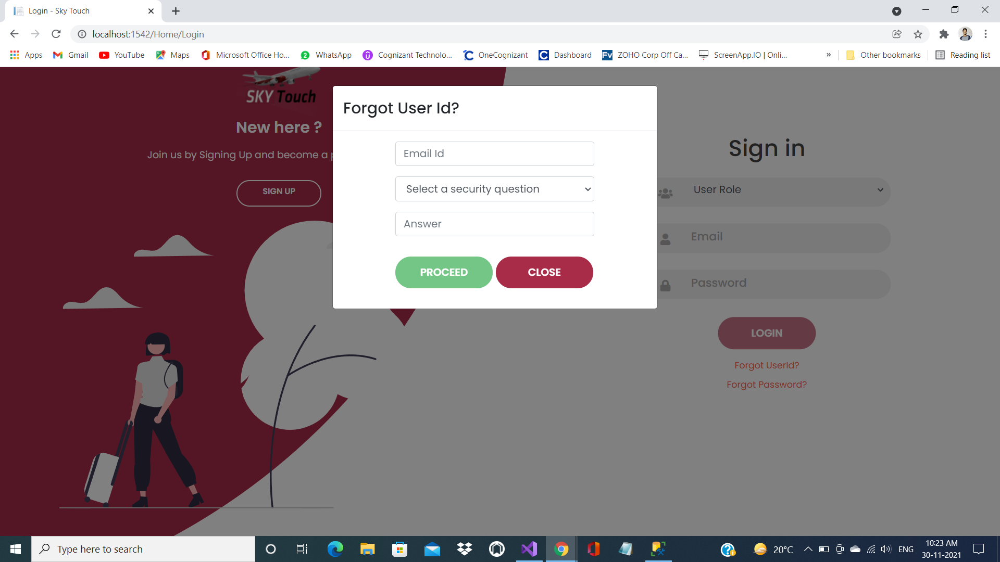 Login - Sky Touch
localhost:1542/Home/Login
Apps
Gmail
YouTube
Maps
Microsoft Office Ho...
WhatsApp
Cognizant Technolo...
OneCognizant
Dashboard
ZOHO Corp Off Ca...
ScreenApp.IO | Onli...
»
Other bookmarks
Reading list
SKY Touch
New here ?
Join us by Signing Up and become a
SIGN UP
Forgot User Id?
Email Id
Select a security question
Answer
PROCEED
CLOSE
Sign in
User Role
Email
Password
LOGIN
Forgot UserId?
Forgot Password?
Type here to search
20°C
ENG
10:23 AM
30-11-2021